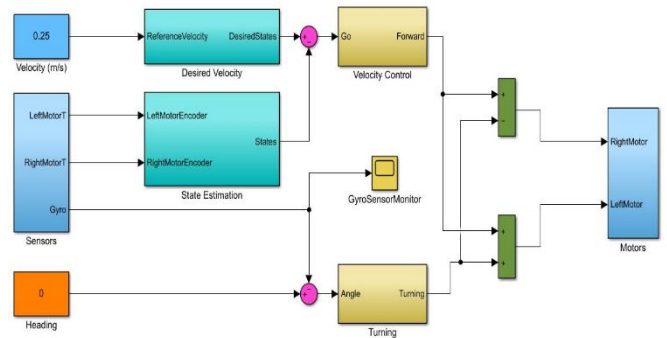 0.25
Velocity (m/s)
ReferenceVelocity DesiredStates
Desired Velocity
+
−
Go Forward
Velocity Control
LeftMotorT
RightMotorT
Gyro
Sensors
LeftMotorEncoder
States
RightMotorEncoder
State Estimation
GyroSensorMonitor
+
−
RightMotor
LeftMotor
Motors
+
+
0
Heading
+
−
Angle Turning
Turning